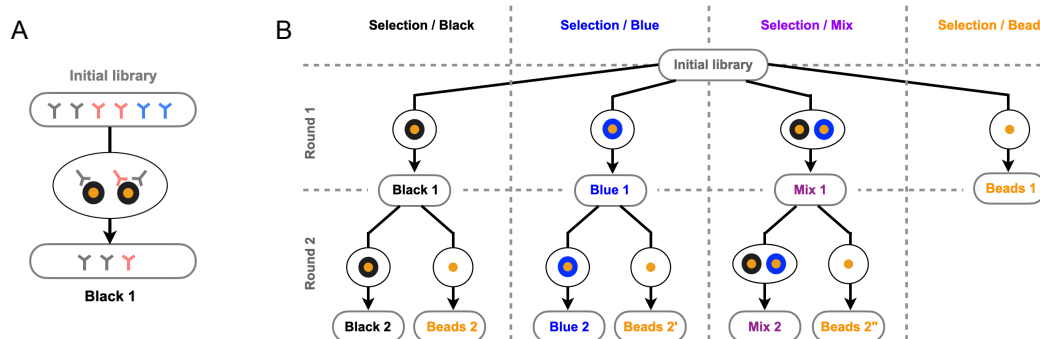 A
Initial library
Black 1
B
Selection / Black
Selection / Blue
Selection / Mix
Selection / Bead
Initial library
Round 1
Black 1
Blue 1
Mix 1
Beads 1
Round 2
Black 2
Beads 2
Blue 2
Beads 2'
Mix 2
Beads 2"